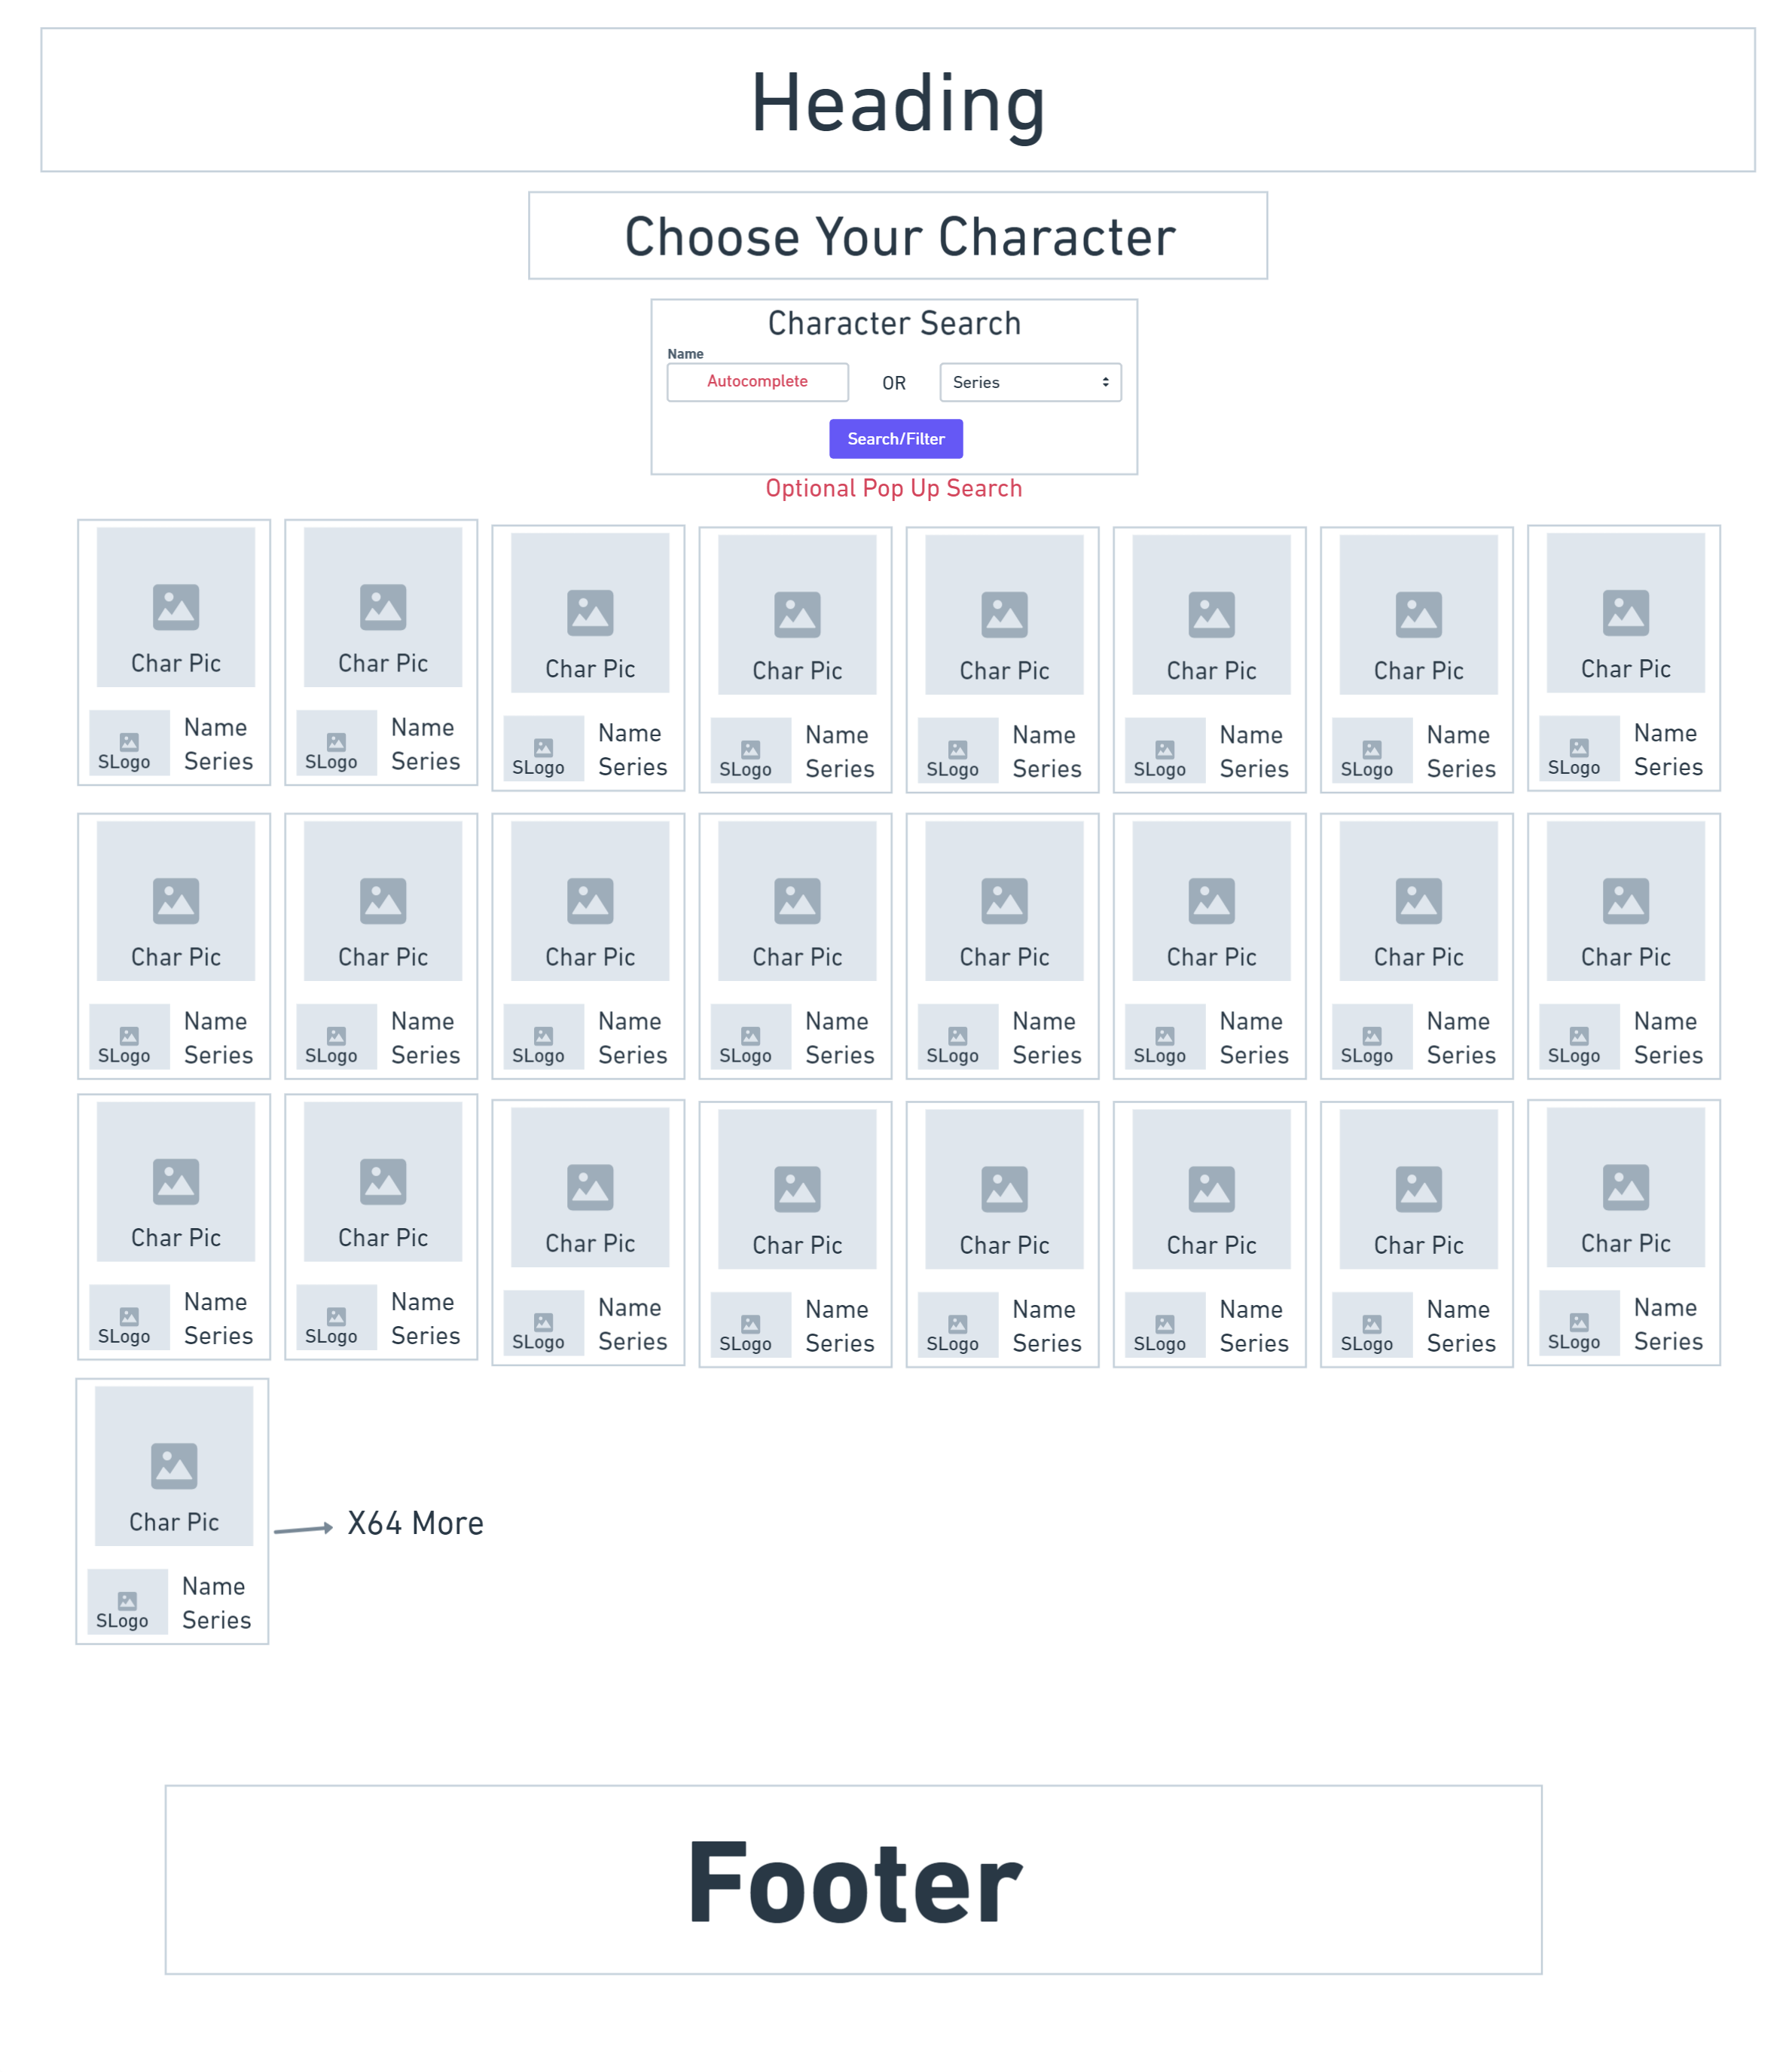 Heading
Choose Your Character
Character Search
Name
Autocomplete OR Series
Search/Filter
Optional Pop Up Search
Char Pic Char Pic Char Pic Char Pic Char Pic Char Pic Char Pic Char Pic
Name Name Name Name Name Name Name Name
SLogo Series SLogo Series SLogo Series SLogo Series SLogo Series SLogo Series SLogo Series SLogo Series
Char Pic Char Pic Char Pic Char Pic Char Pic Char Pic Char Pic Char Pic
Name Name Name Name Name Name Name Name
SLogo Series SLogo Series SLogo Series SLogo Series SLogo Series SLogo Series SLogo Series SLogo Series
Char Pic Char Pic Char Pic Char Pic Char Pic Char Pic Char Pic Char Pic
Name Name Name Name Name Name Name Name
SLogo Series SLogo Series SLogo Series SLogo Series SLogo Series SLogo Series SLogo Series SLogo Series
Char Pic X64 More
Name
SLogo Series
Footer